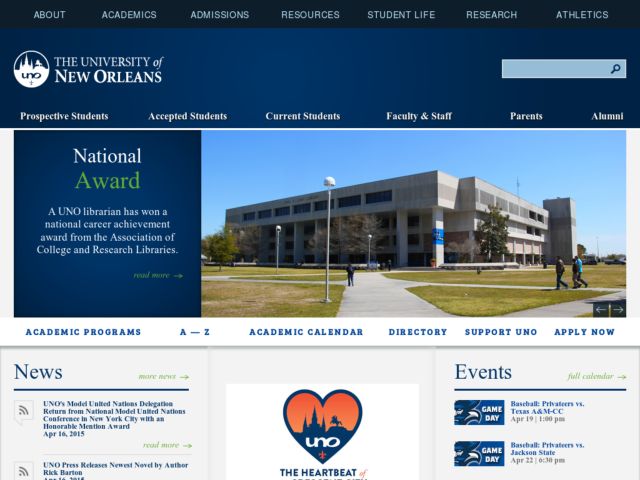 ABOUT ACADEMICS ADMISSIONS RESOURCES STUDENT LIFE RESEARCH ATHLETICS
THE UNIVERSITY of
NEW ORLEANS
uno
Prospective Students Accepted Students Current Students Faculty & Staff Parents Alumni
National
Award
A UNO librarian has won a
national career achievement
award from the Association of
College and Research Libraries.
read more →
ACADEMIC PROGRAMS A — Z ACADEMIC CALENDAR DIRECTORY SUPPORT UNO APPLY NOW
News
more news →
UNO's Model United Nations Delegation
Return from National Model United Nations
Conference in New York City with an
Honorable Mention Award
Apr 16, 2015
read more →
UNO Press Releases Newest Novel by Author
Rick Barton
Apr 16, 2015
uno
THE HEARTBEAT of
Events
full calendar →
GAME
DAY
Baseball: Privateers vs.
Texas A&M-CC
Apr 19 | 1:00 pm
GAME
DAY
Baseball: Privateers vs.
Jackson State
Apr 22 | 6:30 pm